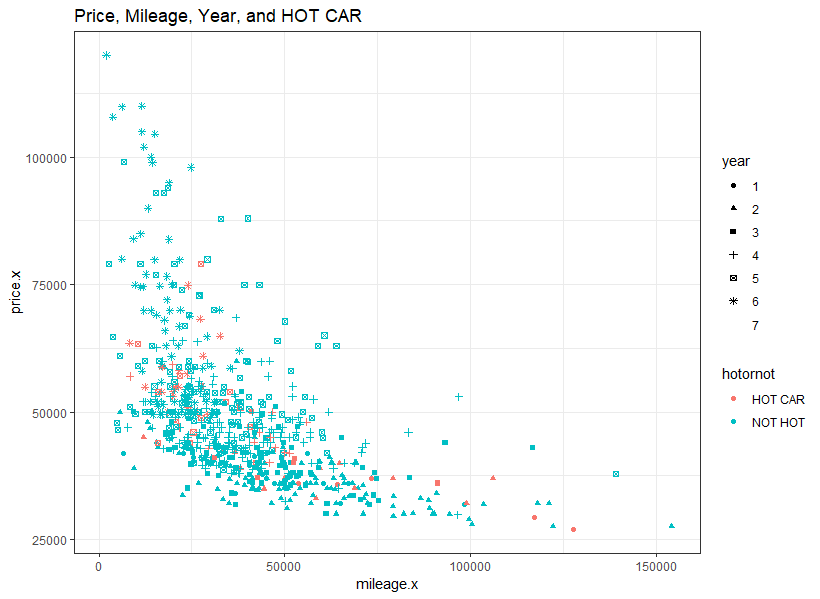 Price, Mileage, Year, and HOT CAR
100000
75000
50000
25000
price.x
0
50000
100000
150000
mileage.x
year
1
2
3
4
5
6
7
hotornot
HOT CAR
NOT HOT